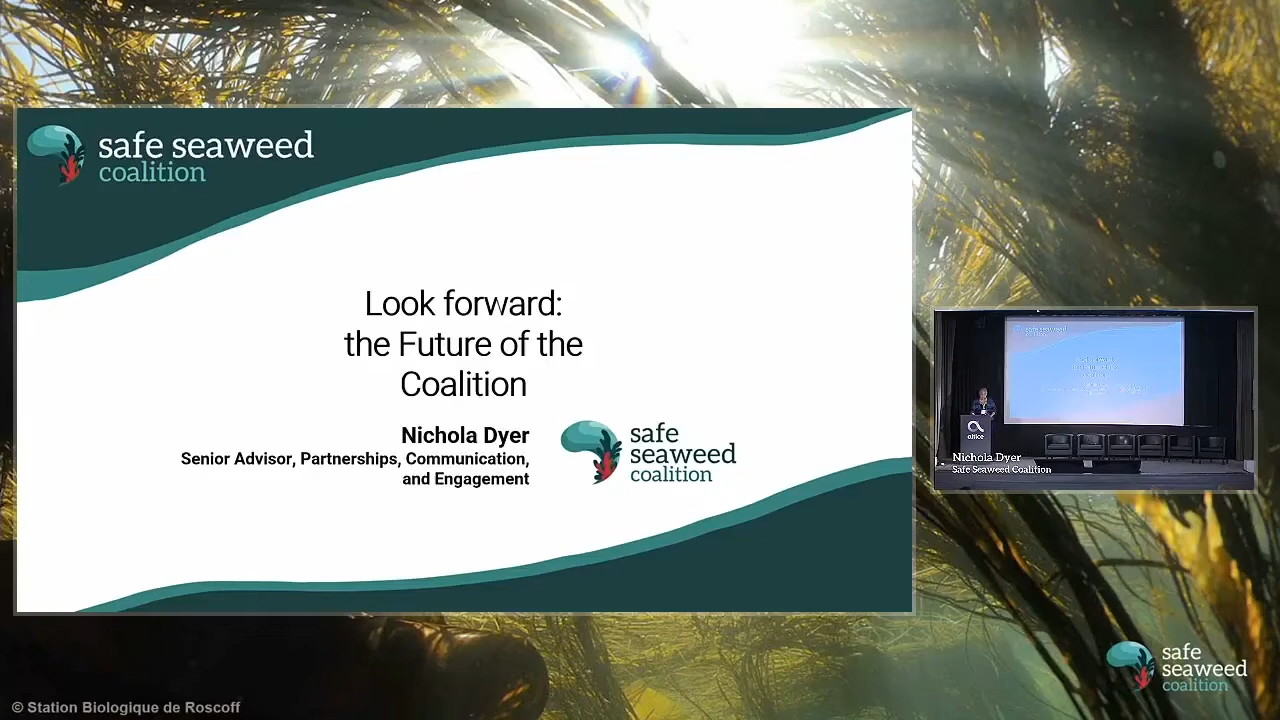 safe seaweed
coalition
Look forward:
the Future of the
Coalition
Nichola Dyer
Senior Advisor, Partnerships, Communication,
and Engagement
safe
seaweed
coalition
altice
Nichola Dyer
Safe Seaweed Coalition
safe
seaweed
coalition
© Station Biologique de Roscoff